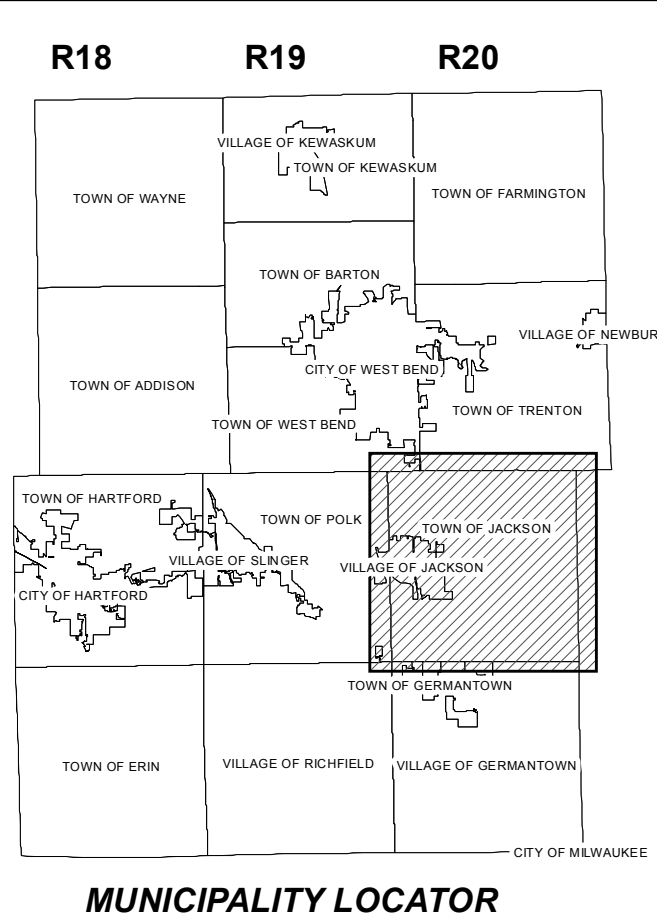 R18 R19 R20
VILLAGE OF KEWASKUM
TOWN OF KEWASKUM
TOWN OF WAYNE
TOWN OF FARMINGTON
TOWN OF BARTON
VILLAGE OF NEWBUR
CITY OF WEST BEND
TOWN OF ADDISON
TOWN OF TRENTON
TOWN OF WEST BEND
TOWN OF HARTFORD
TOWN OF POLK
TOWN OF JACKSON
VILLAGE OF SLINGER
VILLAGE OF JACKSON
CITY OF HARTFORD
TOWN OF GERMANTOWN
TOWN OF ERIN
VILLAGE OF RICHFIELD
VILLAGE OF GERMANTOWN
CITY OF MILWAUKEE
MUNICIPALITY LOCATOR